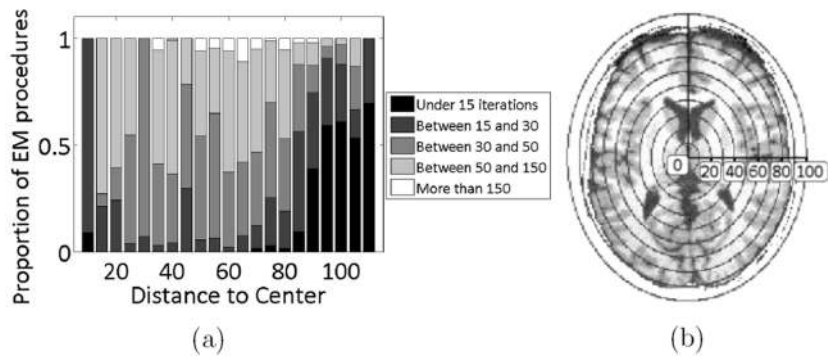 Proportion of EM procedures
1
0.5
0
20 40 60 80 100
Distance to Center
Under 15 iterations
Between 15 and 30
Between 30 and 50
Between 50 and 150
More than 150
(a)
0 20 40 60 80 100
(b)